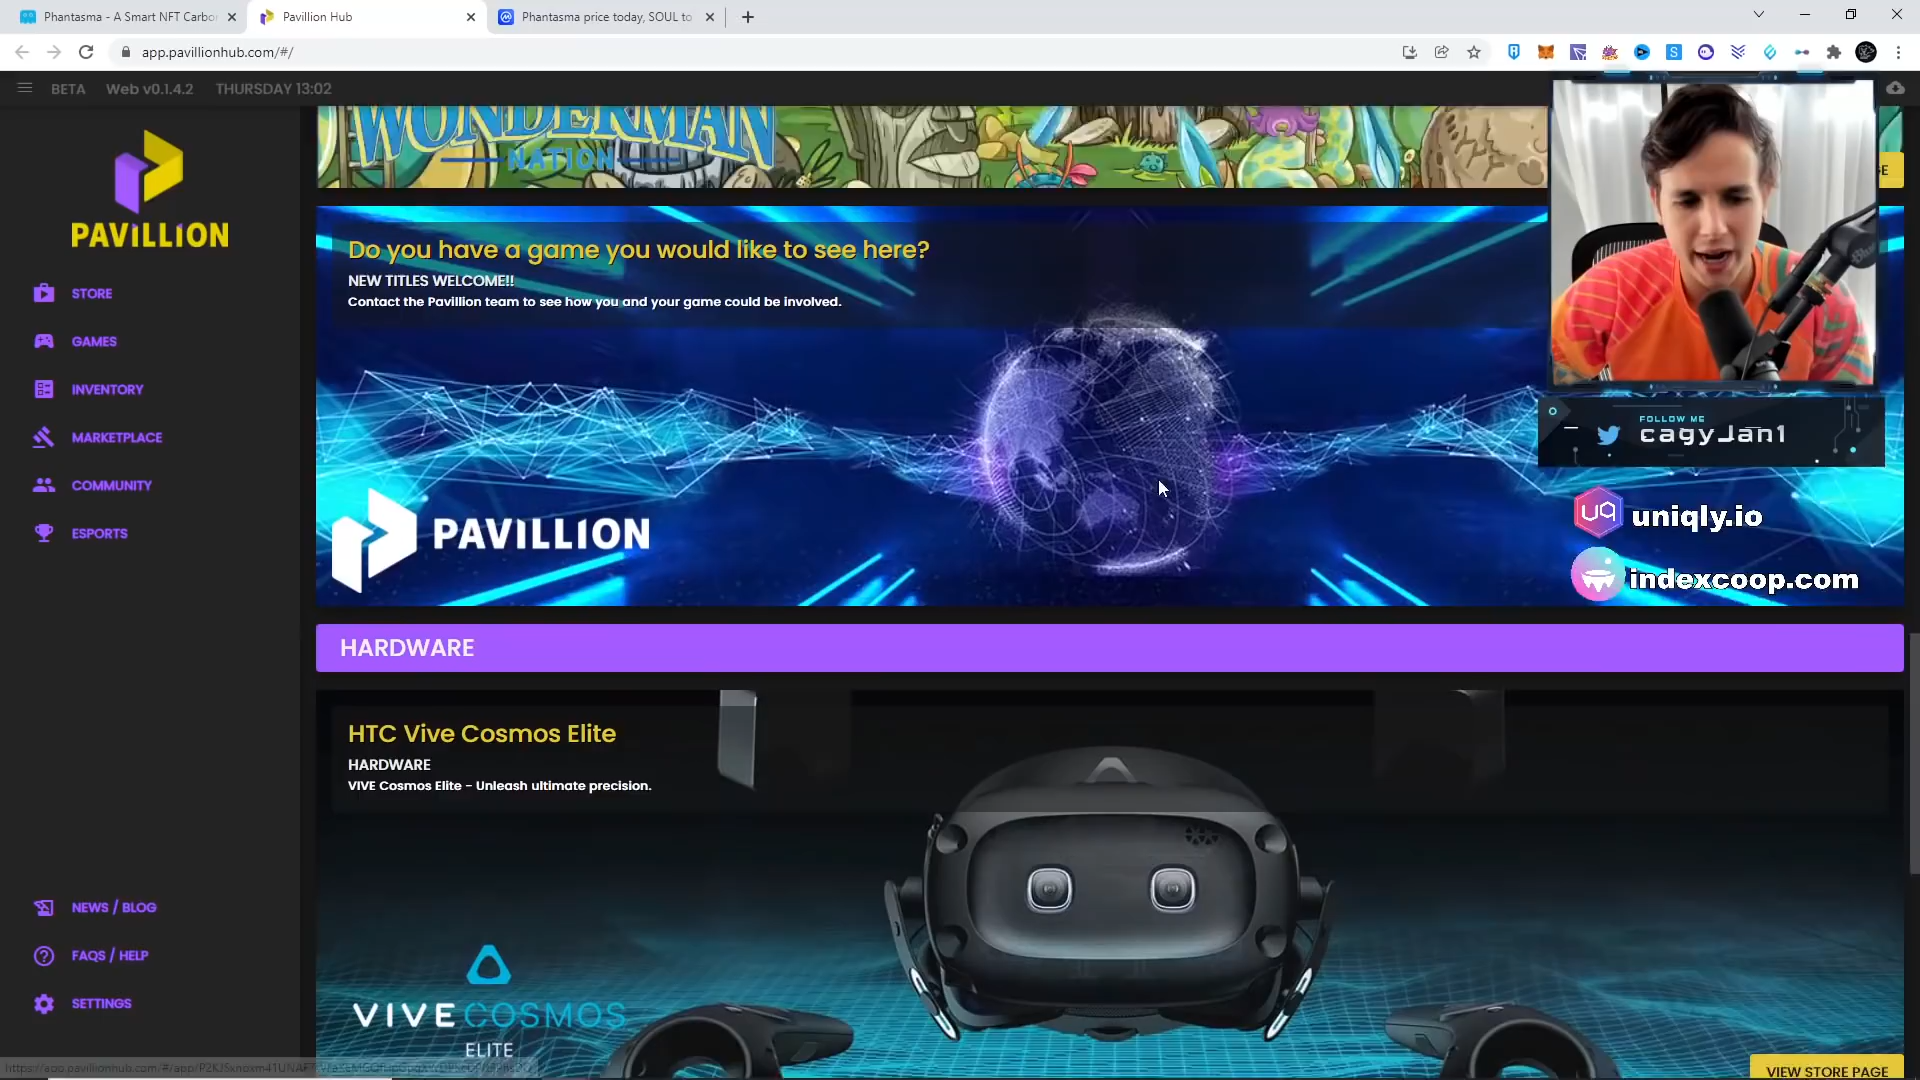 Phantasma - A Smart NFT Carbon
Pavillion Hub
Phantasma price today, SOUL to
app.pavillionhub.com/#/
BETA
Web v0.1.4.2
THURSDAY 13:02
PAVILLION
STORE
GAMES
INVENTORY
MARKETPLACE
COMMUNITY
ESPORTS
NEWS / BLOG
FAQS / HELP
SETTINGS
WONDERMAN
NATION
Do you have a game you would like to see here?
NEW TITLES WELCOME!!
Contact the Pavillion team to see how you and your game could be involved.
PAVILLION
FOLLOW ME
cagyJan1
uniqly.io
indexcoop.com
HARDWARE
HTC Vive Cosmos Elite
HARDWARE
VIVE Cosmos Elite - Unleash ultimate precision.
VIVE COSMOS
ELITE
VIEW STORE PAGE